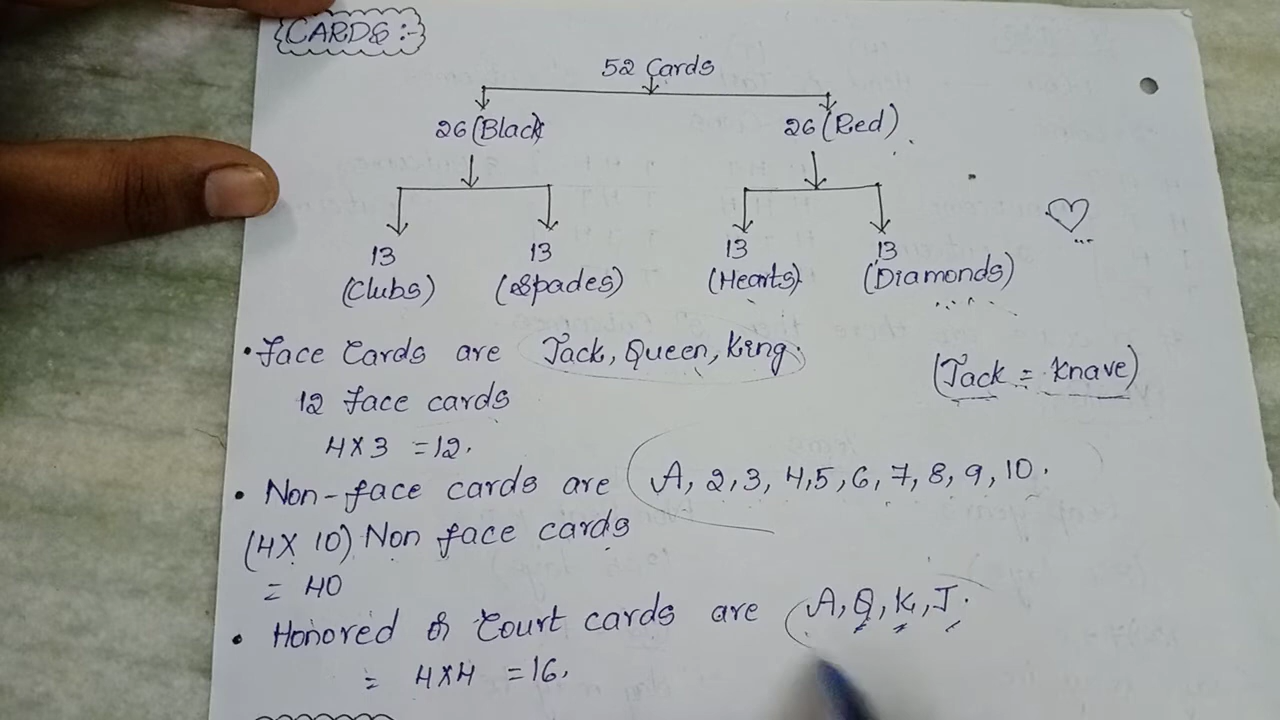 CARDS :-
52 Cards
26 (Black)
26 (Red)
13
(Clubs)
13
(Spades)
13
(Hearts)
13
(Diamonds)
• Face Cards are Jack, Queen, King.
(Jack = Knave)
12 face cards
4 X 3 = 12.
• Non-face cards are A, 2, 3, 4, 5, 6, 7, 8, 9, 10.
(4 X 10) Non face cards
= 40
• Honored or Court cards are A, Q, K, J.
= 4X4 = 16.